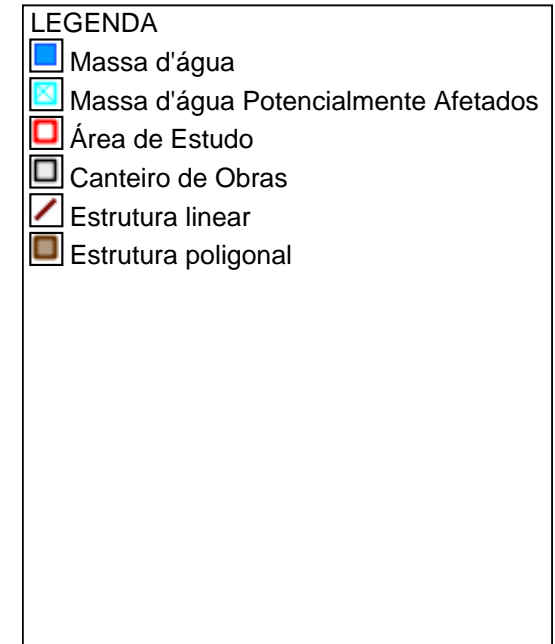 LEGENDA
Massa d'água
Massa d'água Potencialmente Afetados
Área de Estudo
Canteiro de Obras
Estrutura linear
Estrutura poligonal